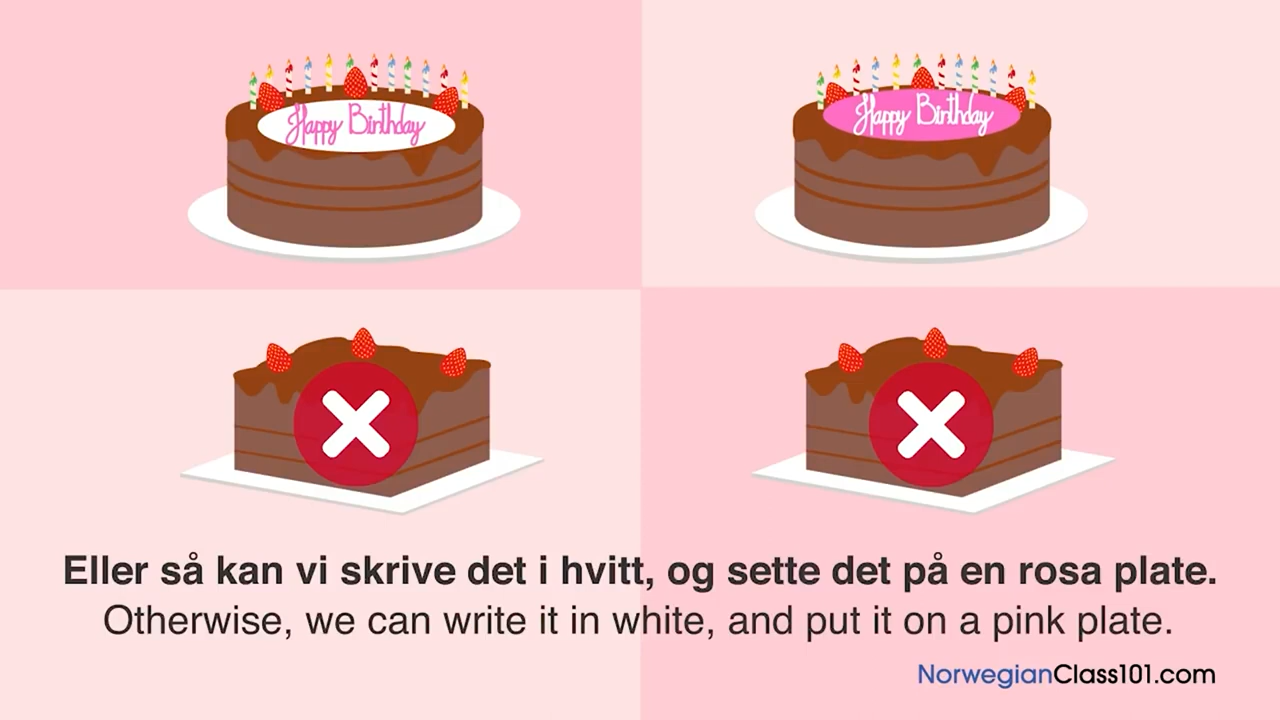 Happy Birthday
Happy Birthday
Eller så kan vi skrive det i hvitt, og sette det på en rosa plate.
Otherwise, we can write it in white, and put it on a pink plate.
NorwegianClass101.com